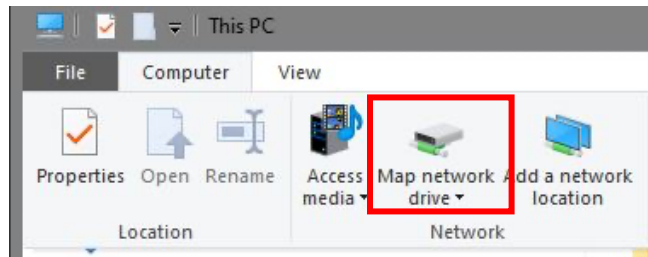 This PC
File Computer View
Properties Open Rename Access media Map network drive Add a network location
Location Network